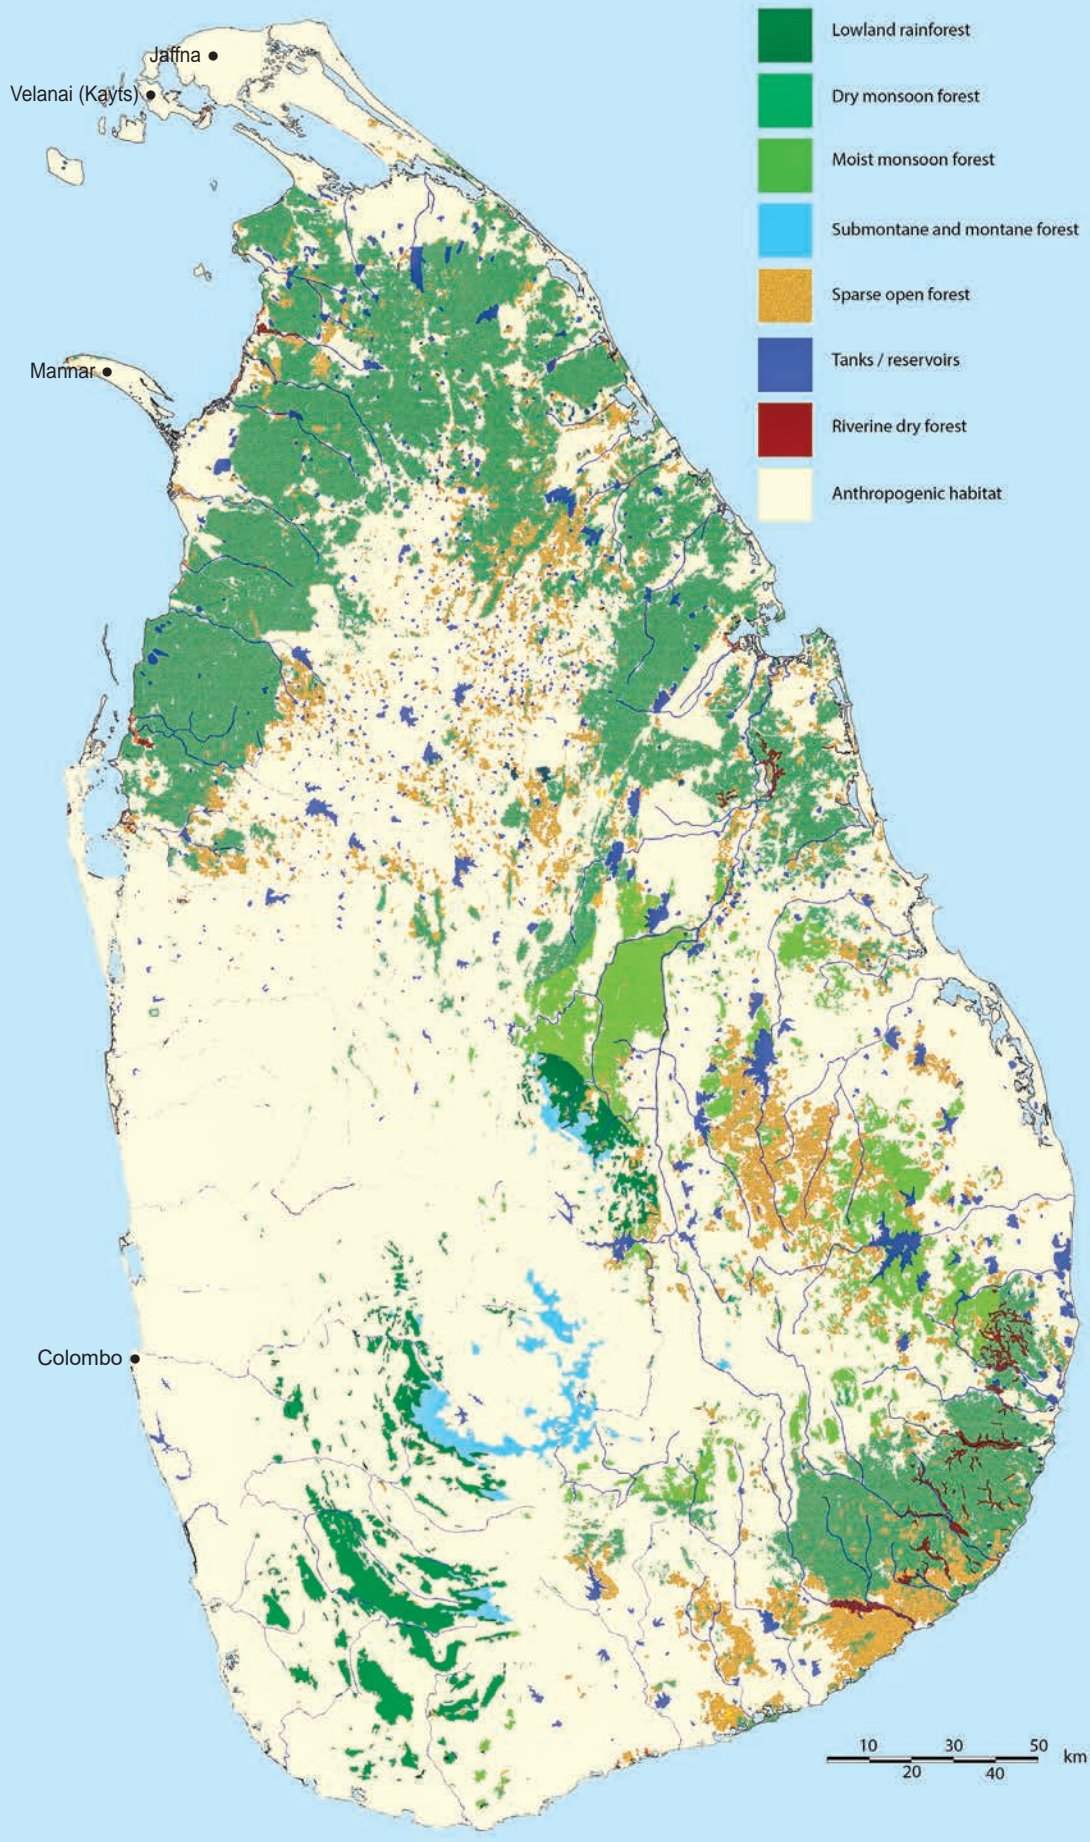 Lowland rainforest
Jaffna
Velanai (Kayts)
Dry monsoon forest
Moist monsoon forest
Submontane and montane forest
Sparse open forest
Mannar
Tanks / reservoirs
Riverine dry forest
Anthropogenic habitat
Colombo
10 30 50
km
20 40